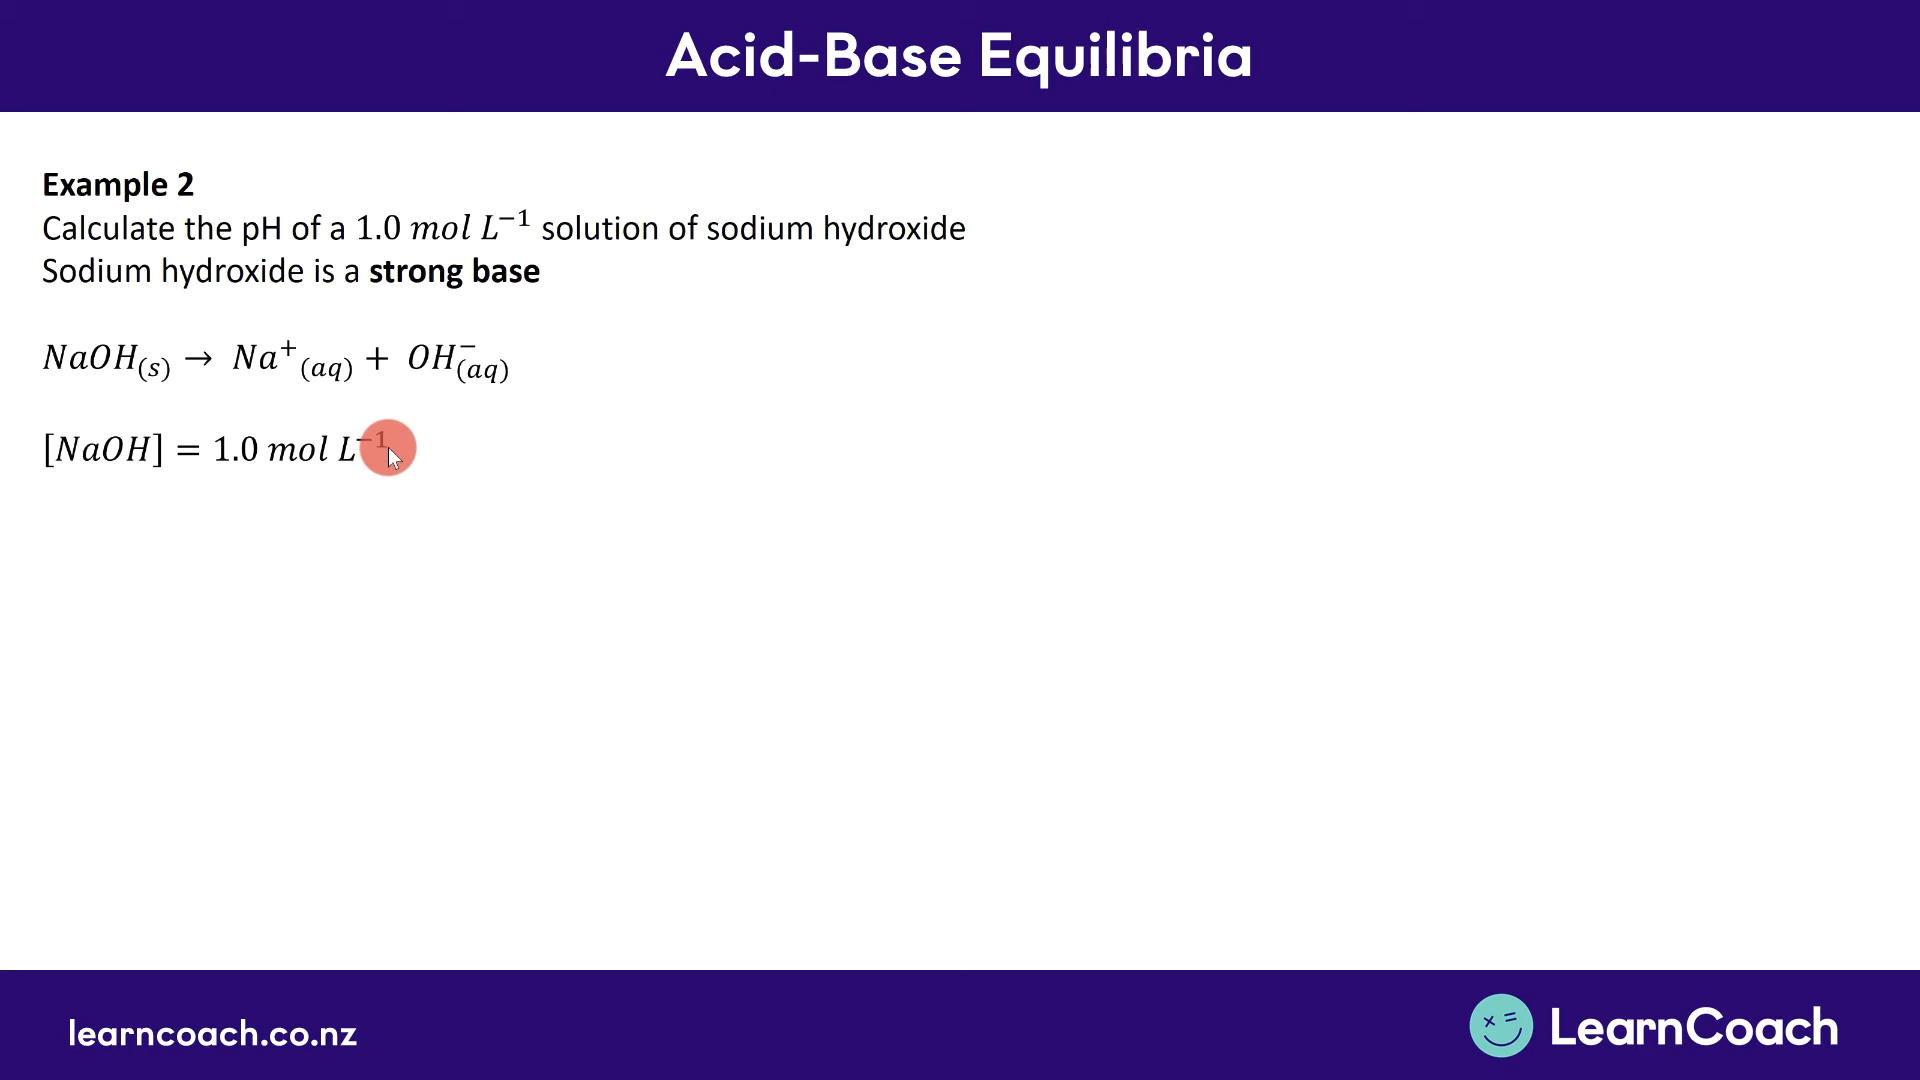 Acid-Base Equilibria
Example 2
Calculate the pH of a 1.0 mol L⁻¹ solution of sodium hydroxide
Sodium hydroxide is a strong base
NaOH₍ₛ₎ → Na⁺₍aq₎ + OH⁻₍aq₎
[NaOH] = 1.0 mol L⁻¹
learncoach.co.nz
LearnCoach